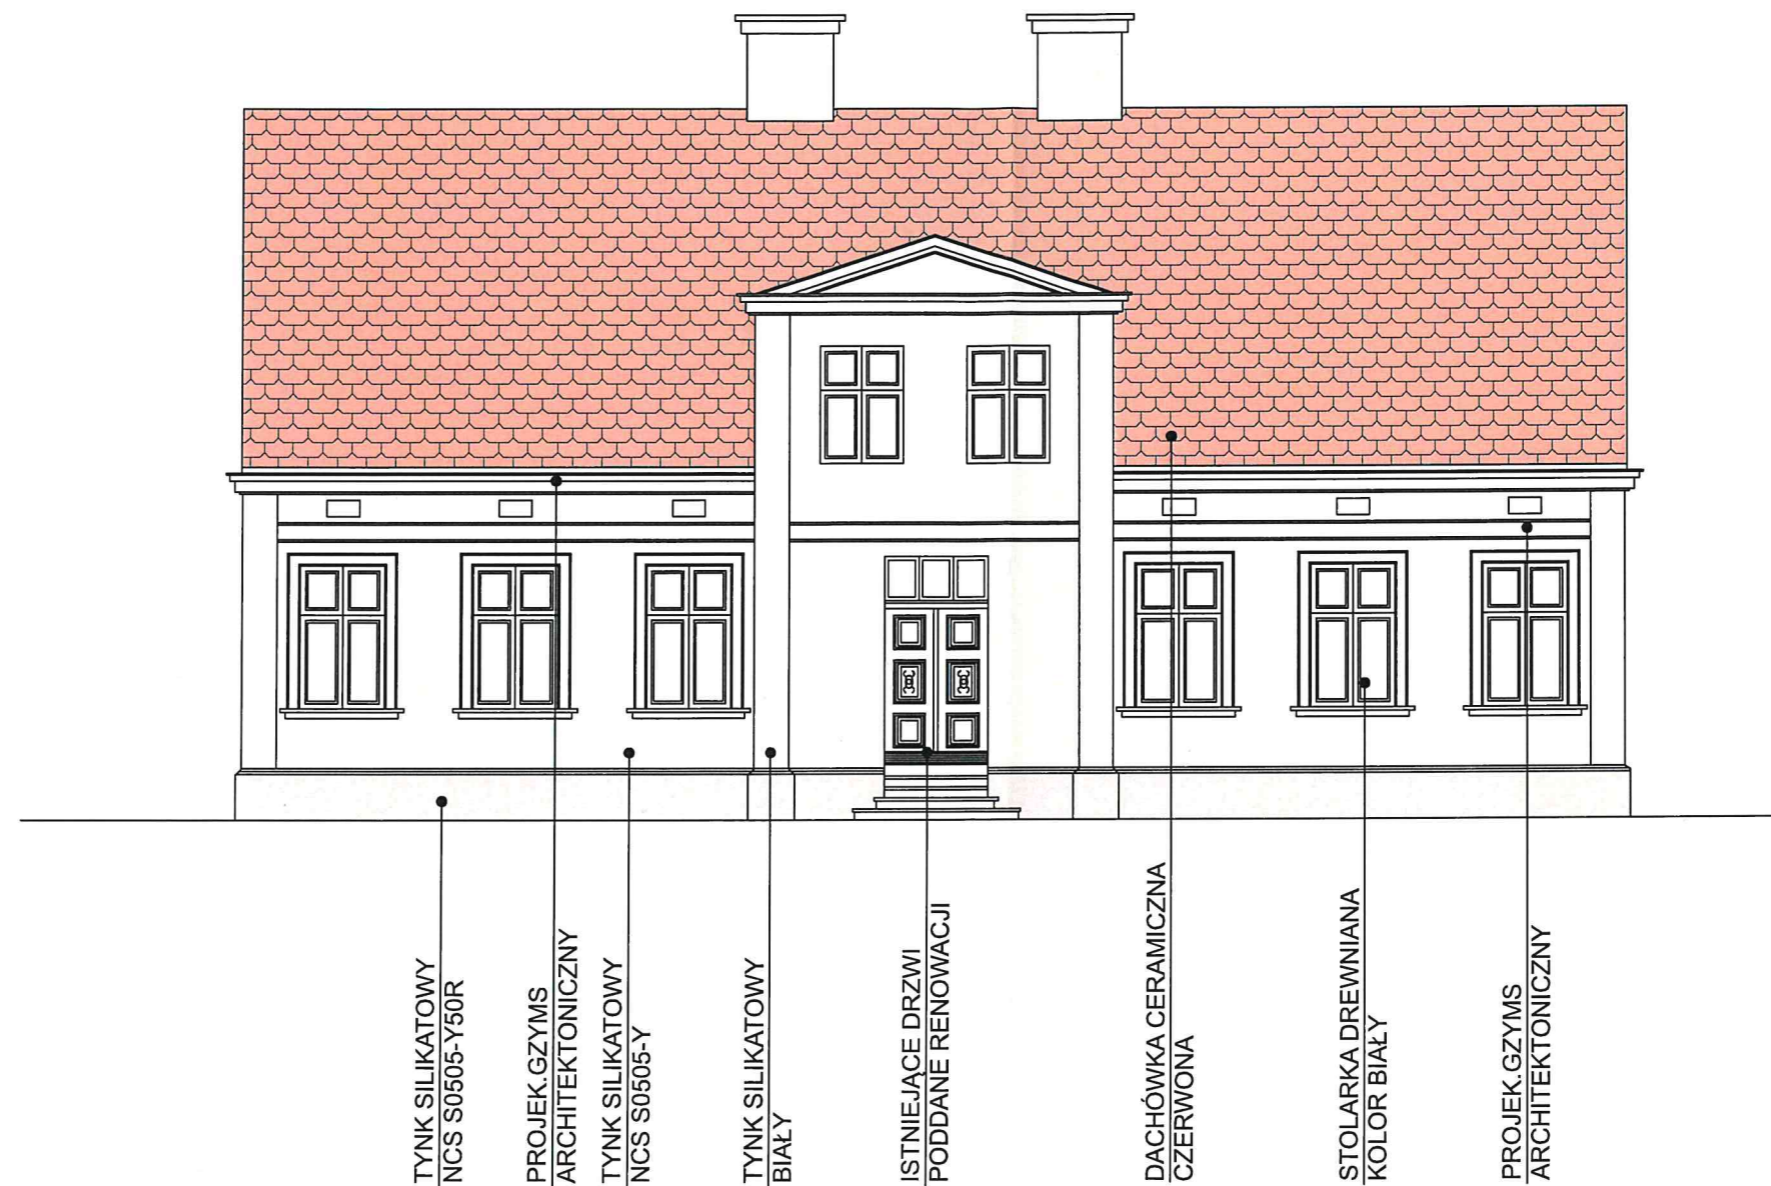 TYNK SILIKATOWY
NCS S0505-Y50R
PROJEK.GZYMS
ARCHITEKTONICZNY
TYNK SILIKATOWY
NCS S0505-Y
TYNK SILIKATOWY
BIAŁY
ISTNIEJĄCE DRZWI
PODDANE RENOWACJI
DACHÓWKA CERAMICZNA
CZERWONA
STOLARKA DREWNIANA
KOLOR BIAŁY
PROJEK.GZYMS
ARCHITEKTONICZNY